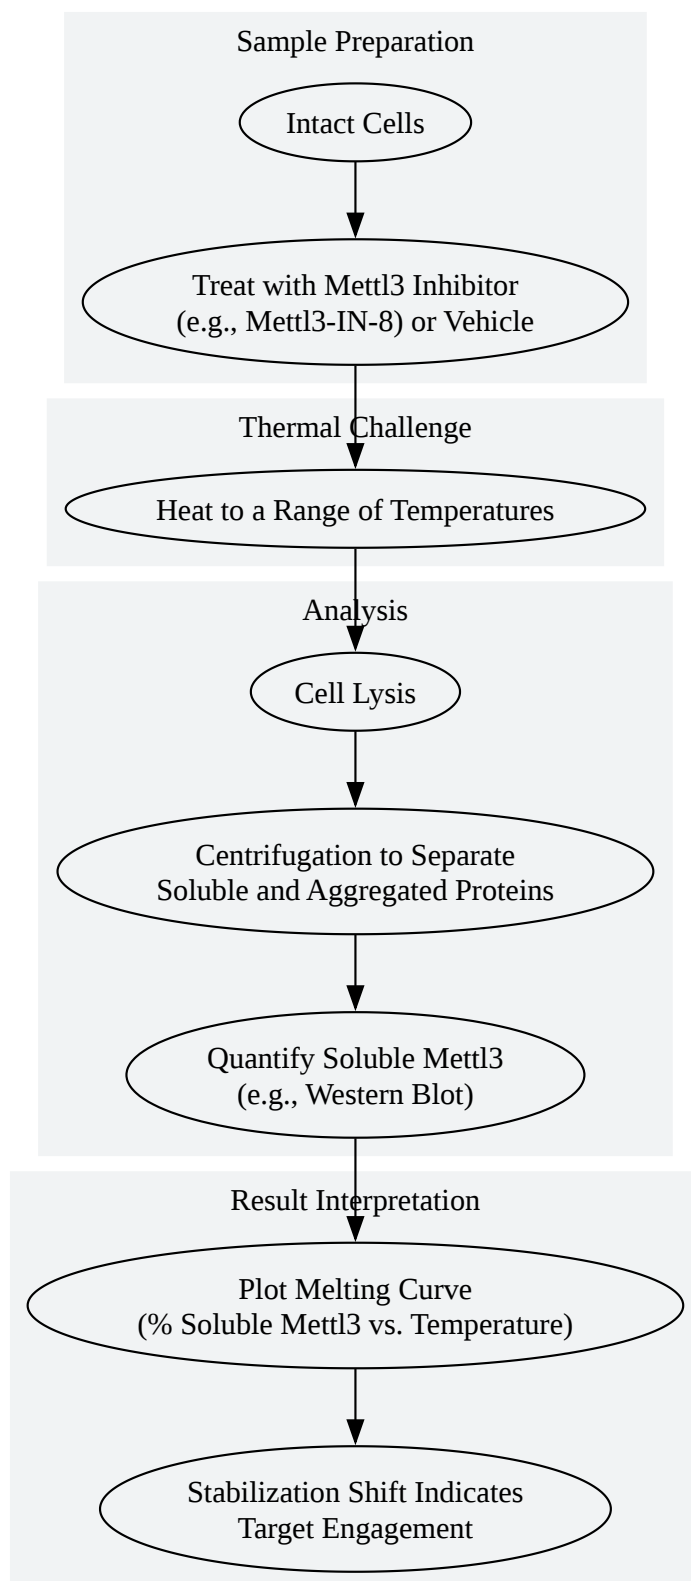 Sample Preparation
Intact Cells
Treat with Mettl3 Inhibitor
(e.g., Mettl3-IN-8) or Vehicle
Thermal Challenge
Heat to a Range of Temperatures
Analysis
Cell Lysis
Centrifugation to Separate
Soluble and Aggregated Proteins
Quantify Soluble Mettl3
(e.g., Western Blot)
Result Interpretation
Plot Melting Curve
(% Soluble Mettl3 vs. Temperature)
Stabilization Shift Indicates
Target Engagement